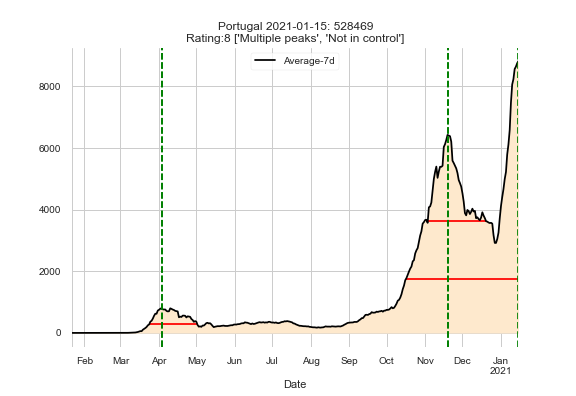 Portugal 2021-01-15: 528469
Rating:8 ['Multiple peaks', 'Not in control']
Average-7d
8000
6000
4000
2000
0
Feb Mar Apr May Jun Jul Aug Sep Oct Nov Dec Jan
2021
Date